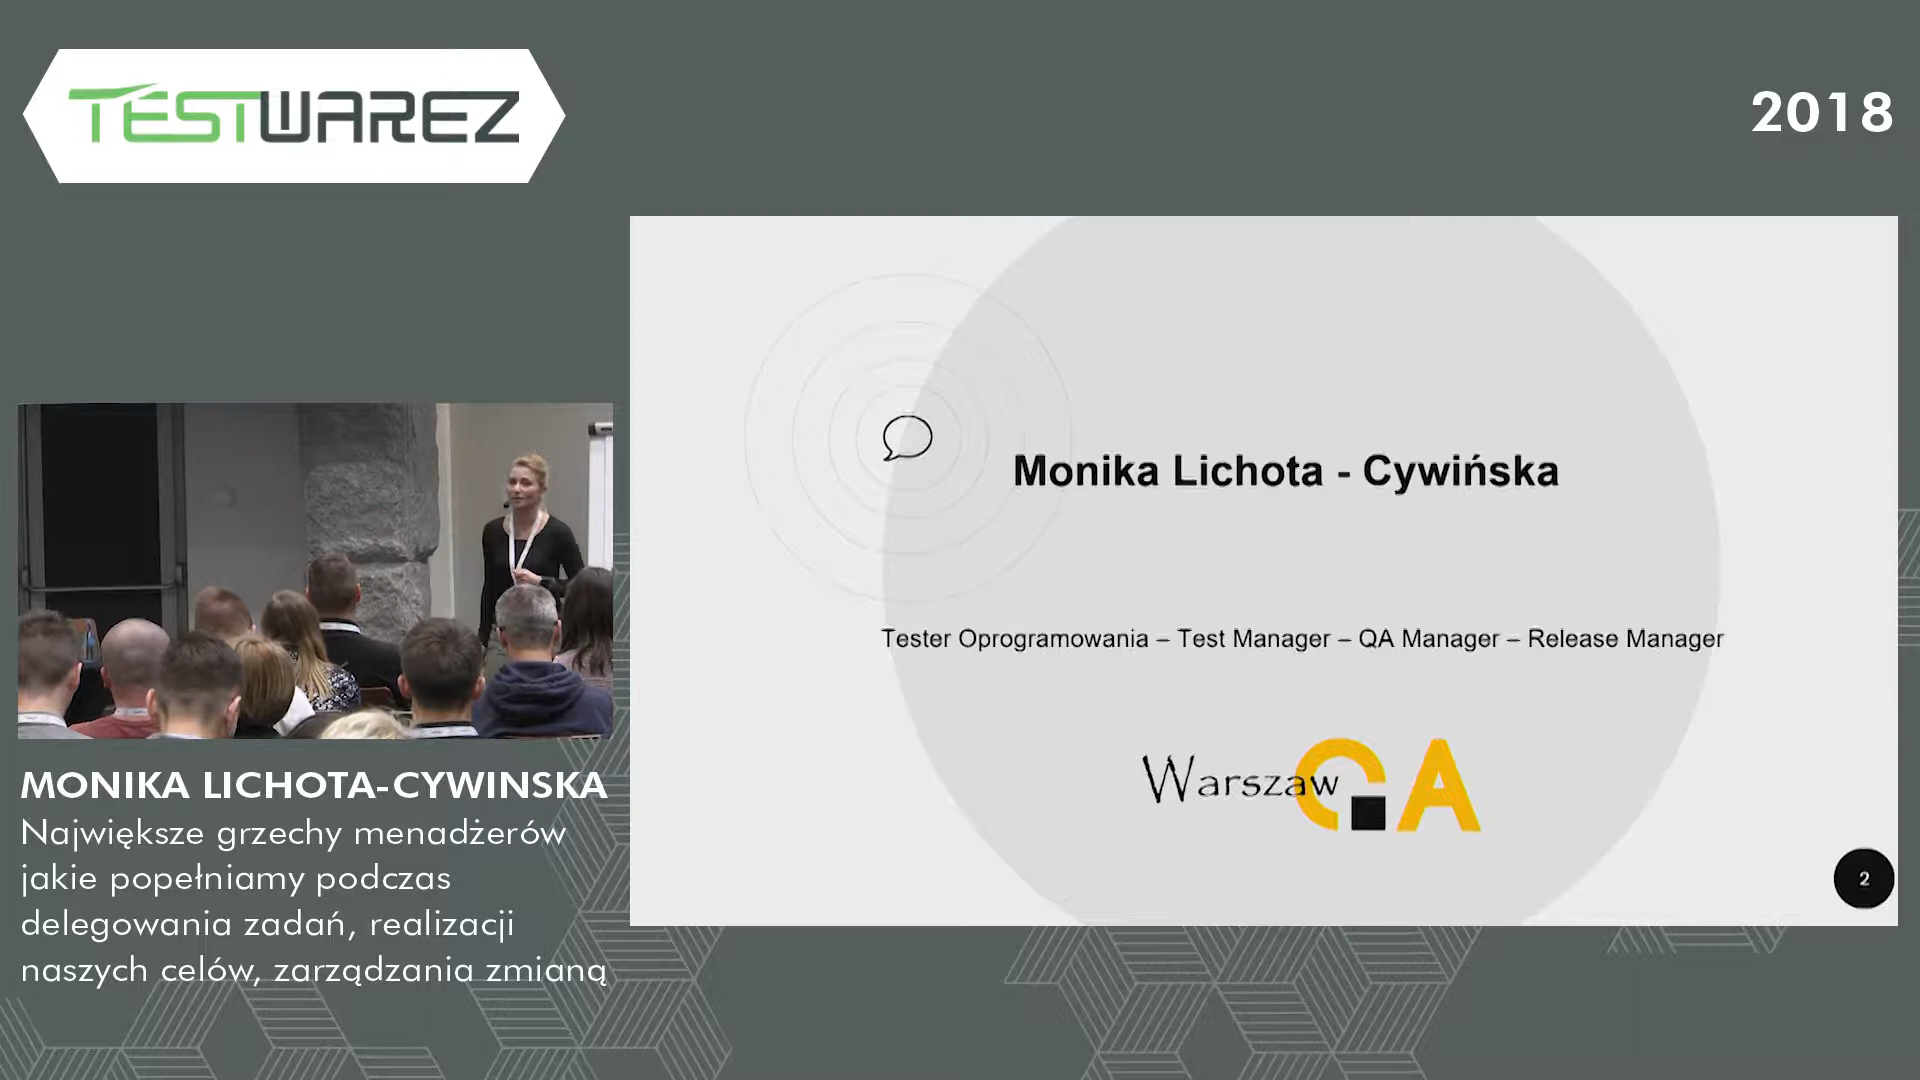 TESTWAREZ
2018
Monika Lichota - Cywińska
Tester Oprogramowania – Test Manager – QA Manager – Release Manager
Warszaw QA
2
MONIKA LICHOTA-CYWINSKA
Największe grzechy menadżerów
jakie popełniamy podczas
delegowania zadań, realizacji
naszych celów, zarządzania zmianą